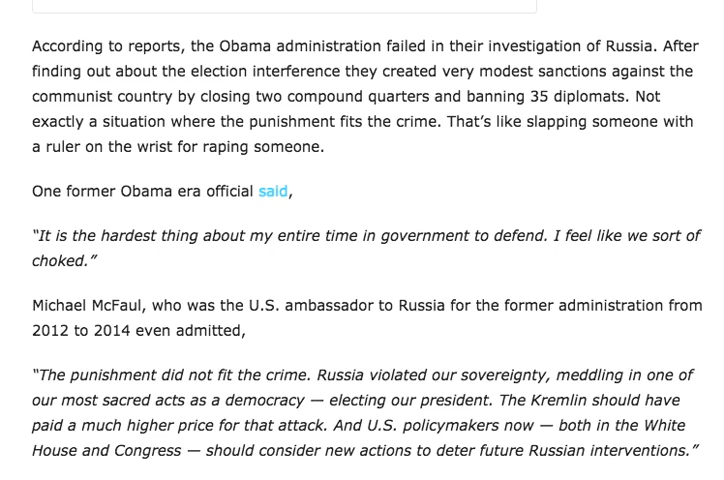 According to reports, the Obama administration failed in their investigation of Russia. After
finding out about the election interference they created very modest sanctions against the
communist country by closing two compound quarters and banning 35 diplomats. Not
exactly a situation where the punishment fits the crime. That’s like slapping someone with
a ruler on the wrist for raping someone.
One former Obama era official said,
“It is the hardest thing about my entire time in government to defend. I feel like we sort of
choked.”
Michael McFaul, who was the U.S. ambassador to Russia for the former administration from
2012 to 2014 even admitted,
“The punishment did not fit the crime. Russia violated our sovereignty, meddling in one of
our most sacred acts as a democracy — electing our president. The Kremlin should have
paid a much higher price for that attack. And U.S. policymakers now — both in the White
House and Congress — should consider new actions to deter future Russian interventions.”